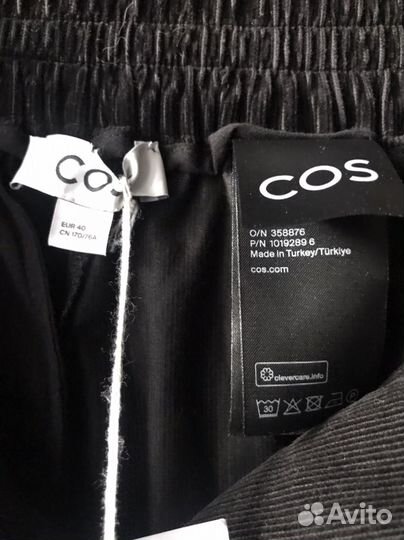 COS
EUR 40
CN 170/76A
COS
O/N 358876
P/N 1019289 6
Made in Turkey/Türkiye
cos.com
clevercare.info
30
P
Avito